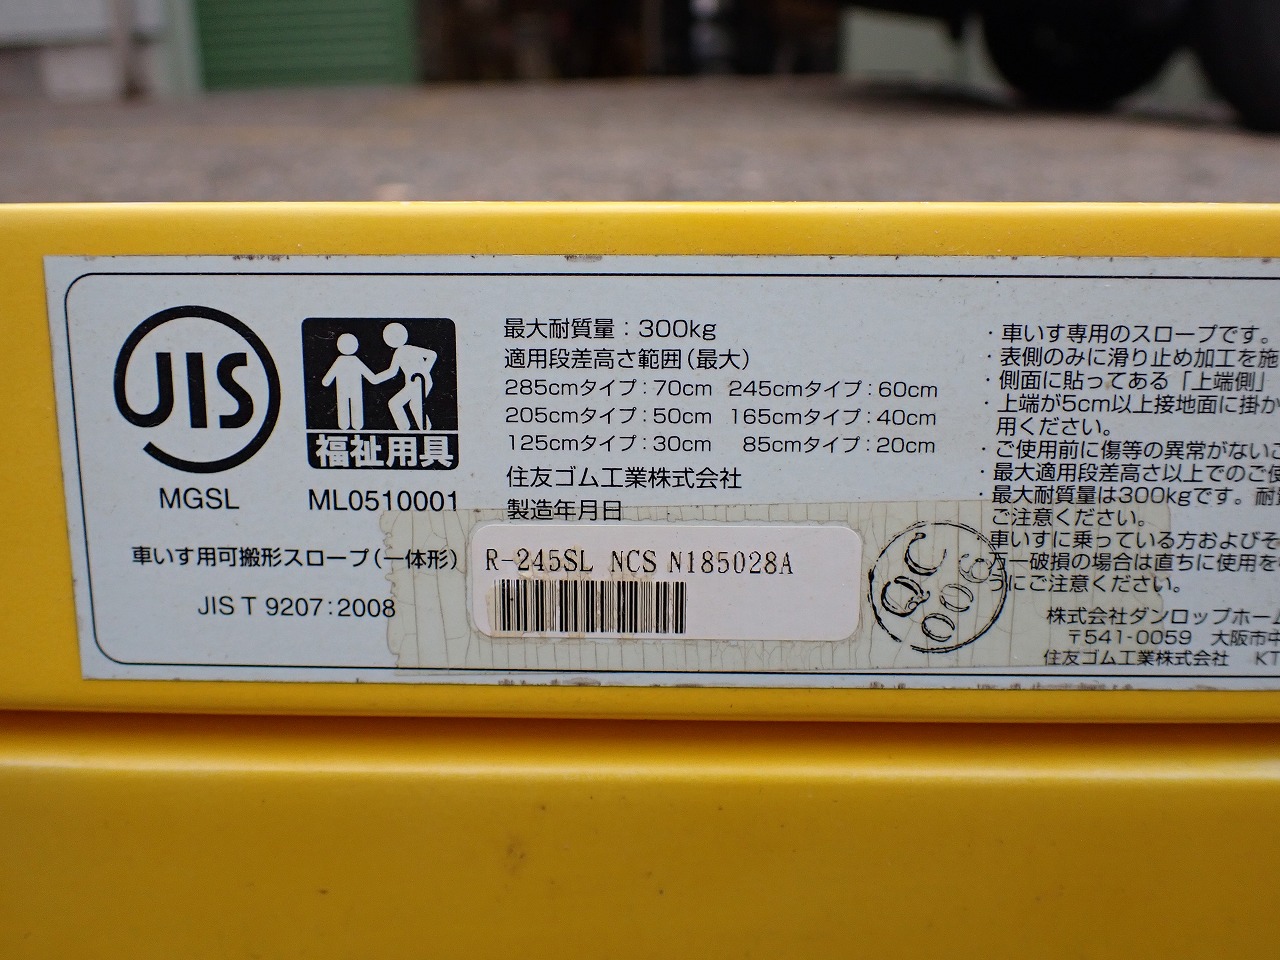 JIS
MGSL
福祉用具
ML0510001
車いす用可搬形スロープ(一体形)
JIS T 9207:2008
最大耐質量:300kg
適用段差高さ範囲(最大)
285cmタイプ:70cm 245cmタイプ:60cm
205cmタイプ:50cm 165cmタイプ:40cm
125cmタイプ:30cm 85cmタイプ:20cm
住友ゴム工業株式会社
製造年月日
R-245SL NCS N185028A
QC
006
・車いす専用のスロープです。
・表側のみに滑り止め加工を施
・側面に貼ってある「上端側」
・上端が5cm以上接地面に掛か
用ください。
・ご使用前に傷等の異常がないこ
・最大適用段差高さ以上でのご使
・最大耐質量は300kgです。耐
ご注意ください。
車いすに乗っている方およびそ
万一破損の場合は直ちに使用を
にご注意ください。
株式会社ダンロップホーム
〒541-0059 大阪市中
住友ゴム工業株式会社 KT